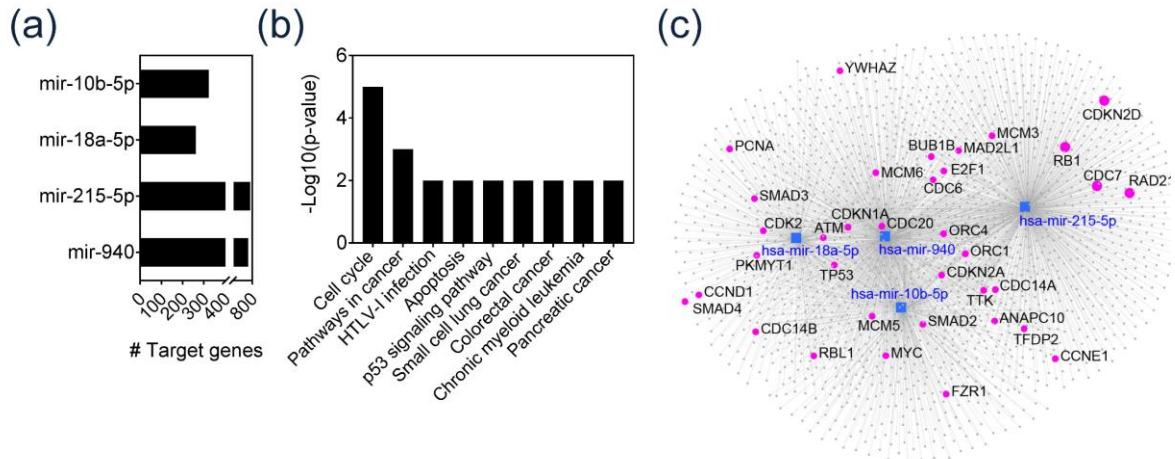 (a)
mir-10b-5p
mir-18a-5p
mir-215-5p
mir-940
0
100
200
300
400
800
# Target genes
(b)
-Log10(p-value)
6
4
2
0
Cell cycle
Pathways in cancer
HTLV-I infection
Apoptosis
p53 signaling pathway
Small cell lung cancer
Colorectal cancer
Chronic myeloid leukemia
Pancreatic cancer
(c)
YWHAZ
CDKN2D
MCM3
PCNA
BUB1B
MAD2L1
RB1
E2F1
MCM6
CDC6
CDC7
RAD21
SMAD3
CDKN1A
CDC20
hsa-mir-215-5p
CDK2
ATM
ORC4
hsa-mir-18a-5p
hsa-mir-940
ORC1
PKMYT1
TP53
CDKN2A
CCND1
hsa-mir-10b-5p
CDC14A
SMAD4
TTK
CDC14B
MCM5
SMAD2
ANAPC10
TFDP2
RBL1
MYC
CCNE1
FZR1